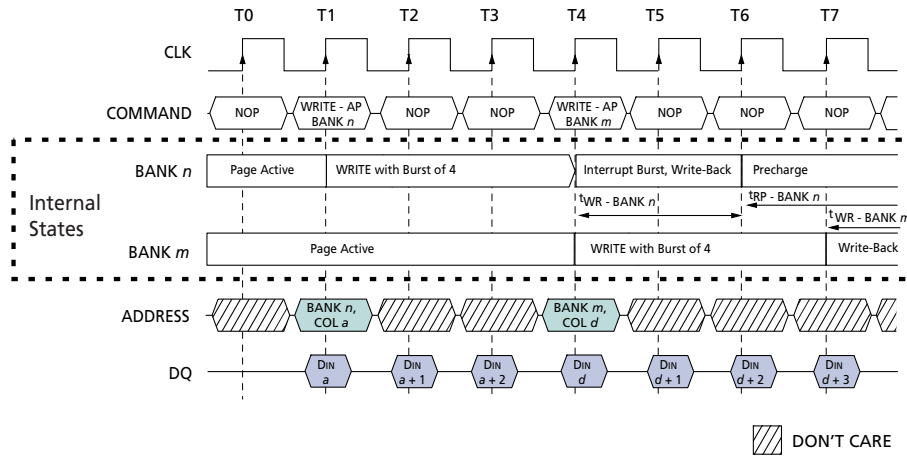 T0 T1 T2 T3 T4 T5 T6 T7
CLK
COMMAND NOP WRITE - AP BANK n NOP NOP WRITE - AP BANK m NOP NOP NOP
Internal States
BANK n Page Active WRITE with Burst of 4 Interrupt Burst, Write-Back Precharge
tWR - BANK n tRP - BANK n
tWR - BANK m
BANK m Page Active WRITE with Burst of 4 Write-Back
ADDRESS BANK n, COL a BANK m, COL d
DQ DIN a DIN a + 1 DIN a + 2 DIN d DIN d + 1 DIN d + 2 DIN d + 3
DON'T CARE